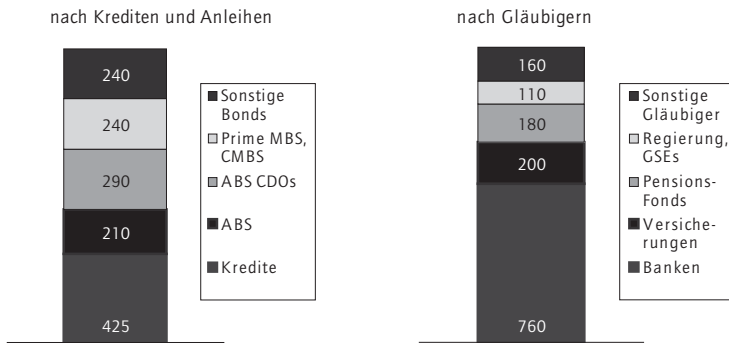 nach Krediten und Anleihen
240
240
290
210
425
Sonstige
Bonds
Prime MBS,
CMBS
ABS CDOs
ABS
Kredite
nach Gläubigern
160
110
180
200
760
Sonstige
Gläubiger
Regierung,
GSEs
Pensions-
Fonds
Versiche-
rungen
Banken